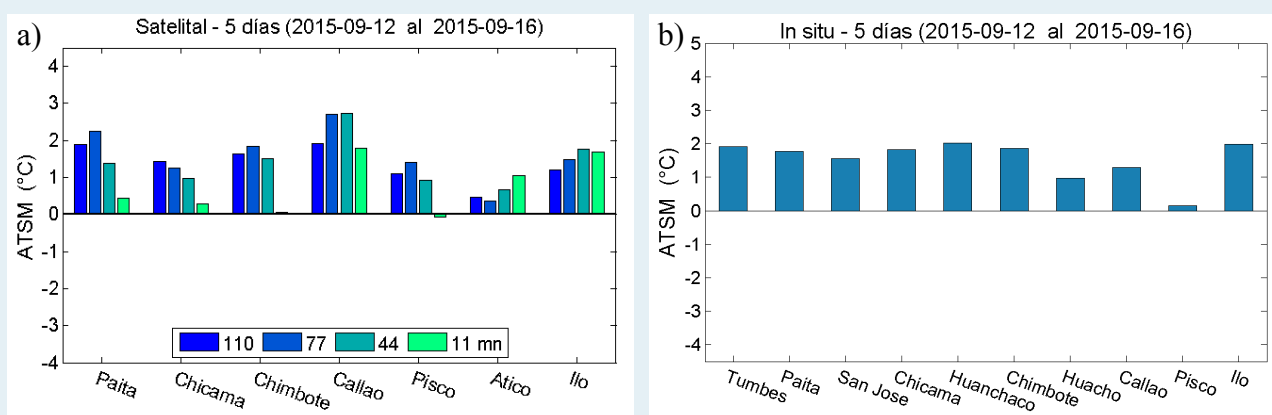 a)
Satelital - 5 días (2015-09-12 al 2015-09-16)
ATSM (°C)
4
3
2
1
0
-1
-2
-3
-4
110 77 44 11 mn
Paita Chicama Chimbote Callao Pisco Atico Ilo
b)
In situ - 5 días (2015-09-12 al 2015-09-16)
ATSM (°C)
5
4
3
2
1
0
-1
-2
-3
-4
Tumbes Paita San Jose Chicama Huanchaco Chimbote Huacho Callao Pisco Ilo